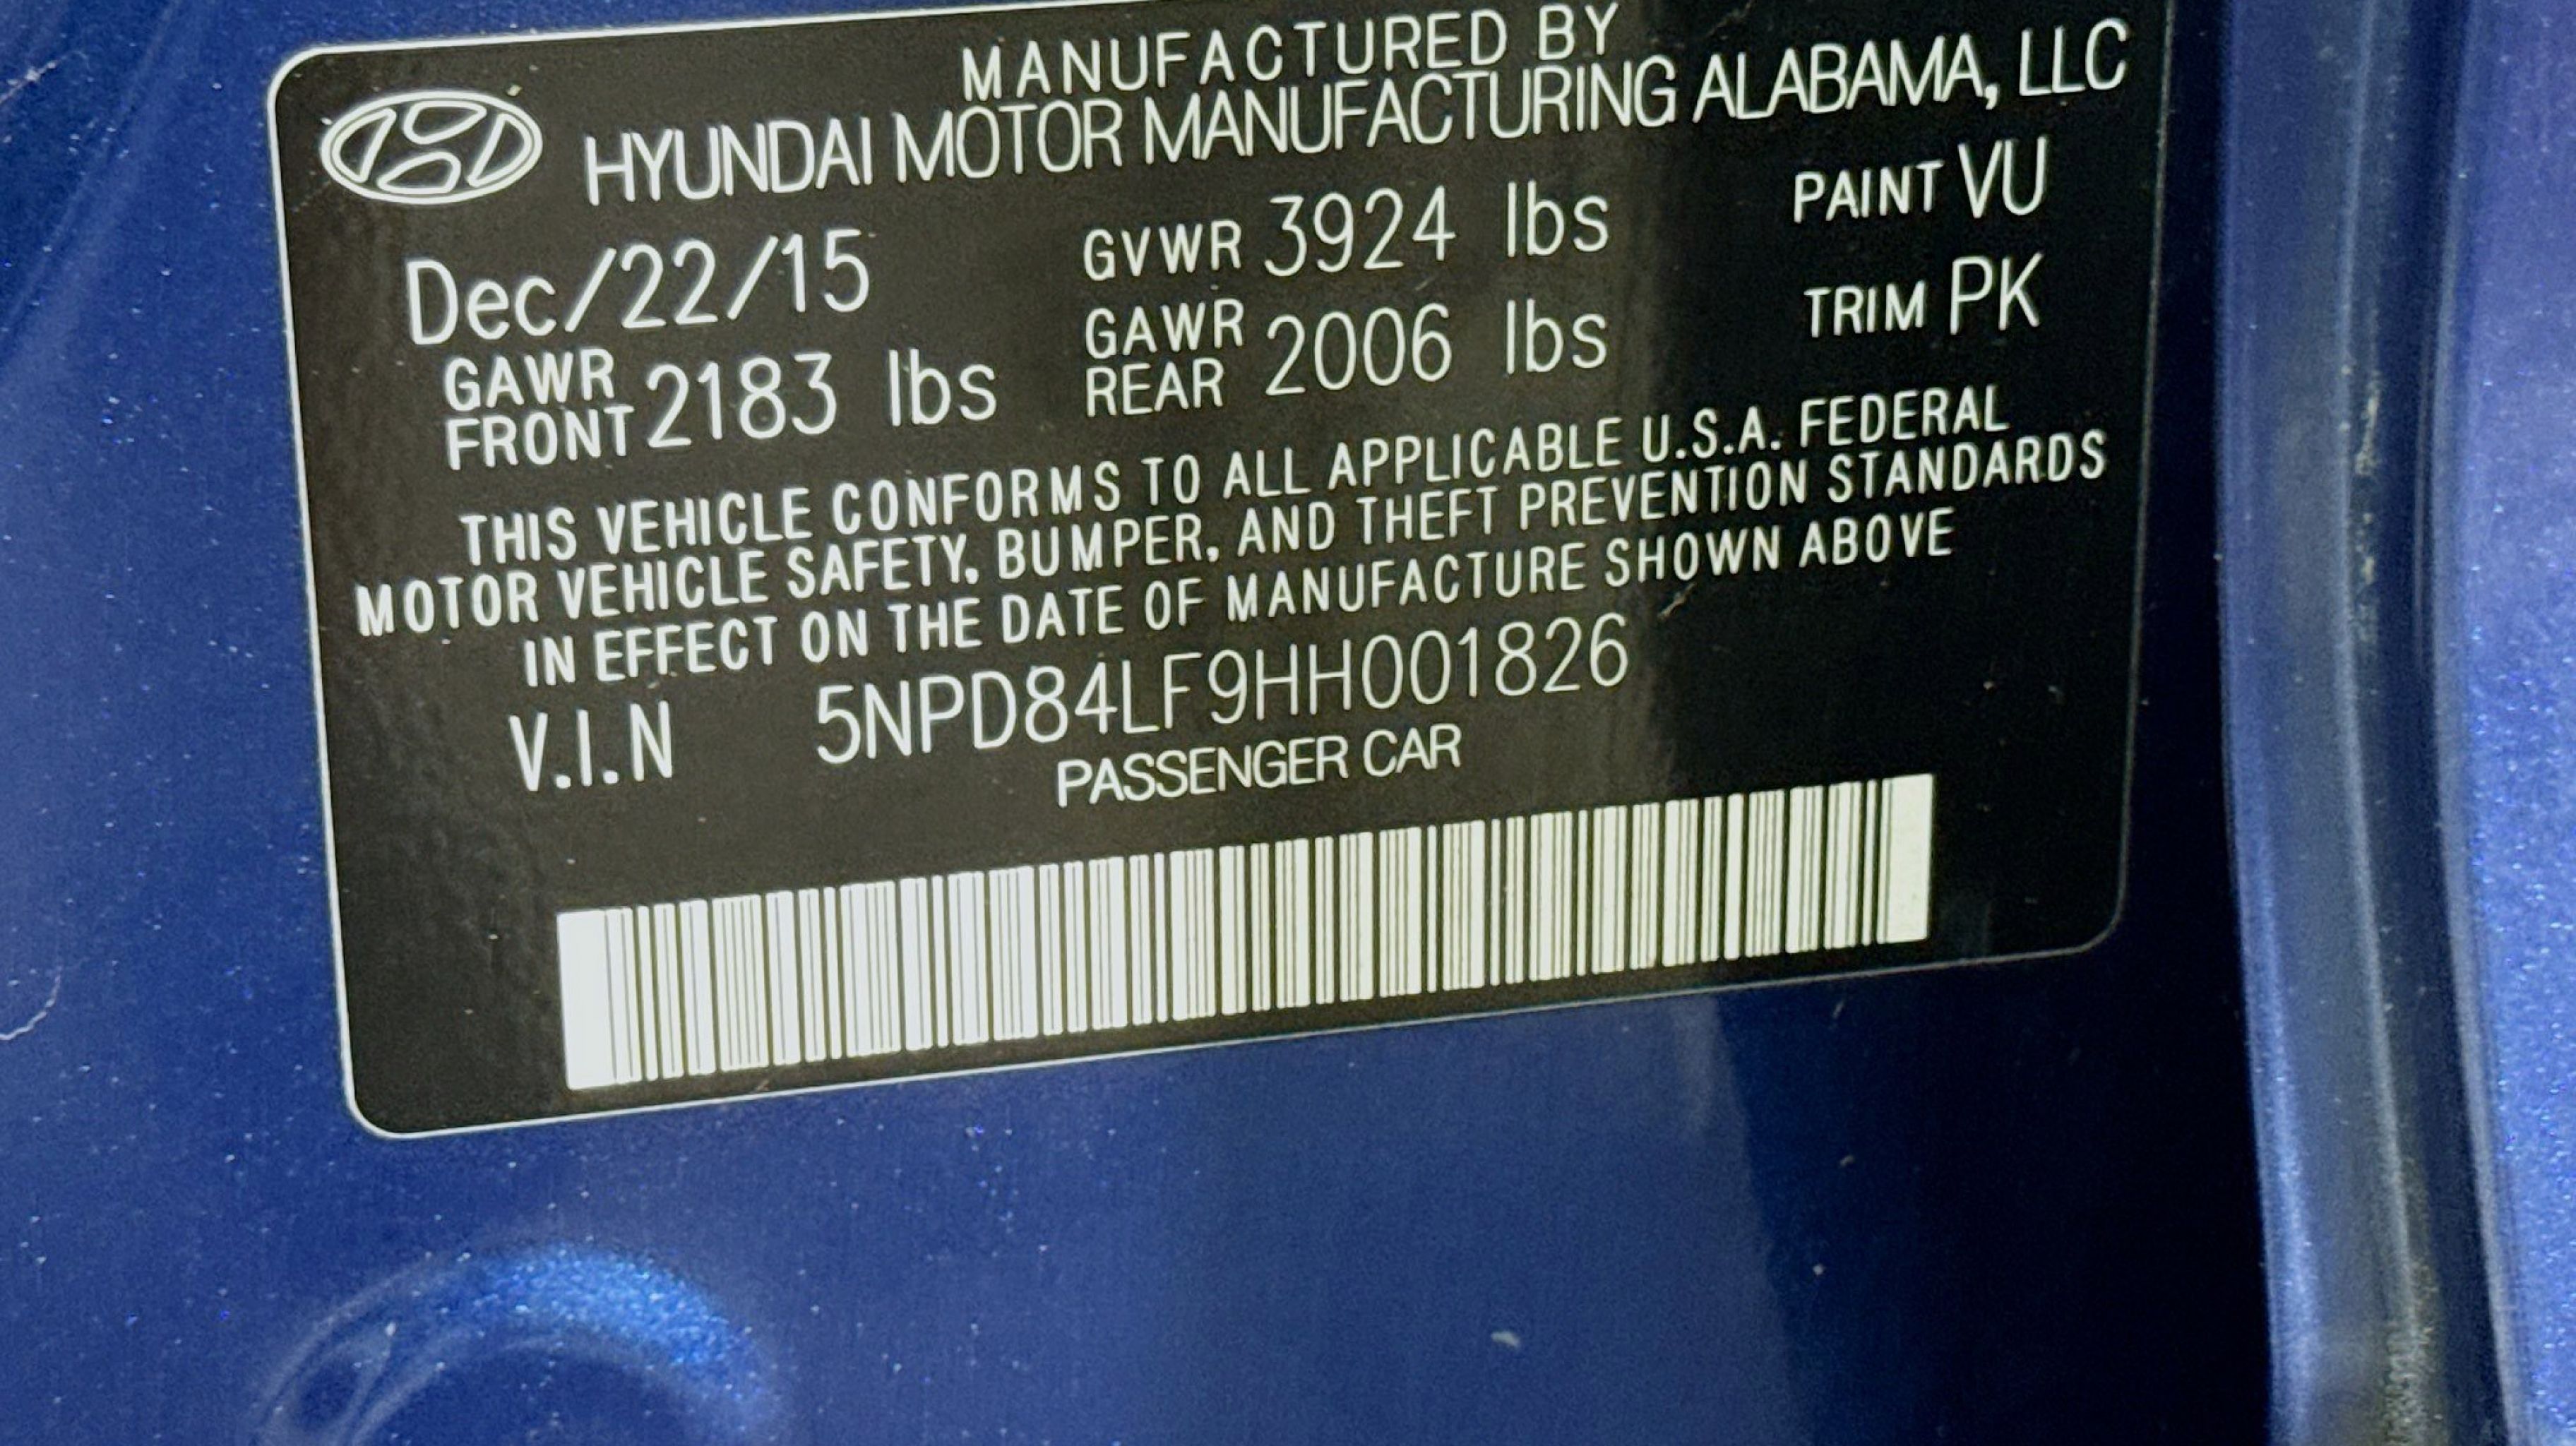 MANUFACTURED BY
HYUNDAI MOTOR MANUFACTURING ALABAMA, LLC
Dec/22/15 GVWR 3924 lbs PAINT VU
GAWR FRONT 2183 lbs GAWR REAR 2006 lbs TRIM PK
THIS VEHICLE CONFORMS TO ALL APPLICABLE U.S.A. FEDERAL
MOTOR VEHICLE SAFETY, BUMPER, AND THEFT PREVENTION STANDARDS
IN EFFECT ON THE DATE OF MANUFACTURE SHOWN ABOVE
V.I.N 5NPD84LF9HH001826
PASSENGER CAR